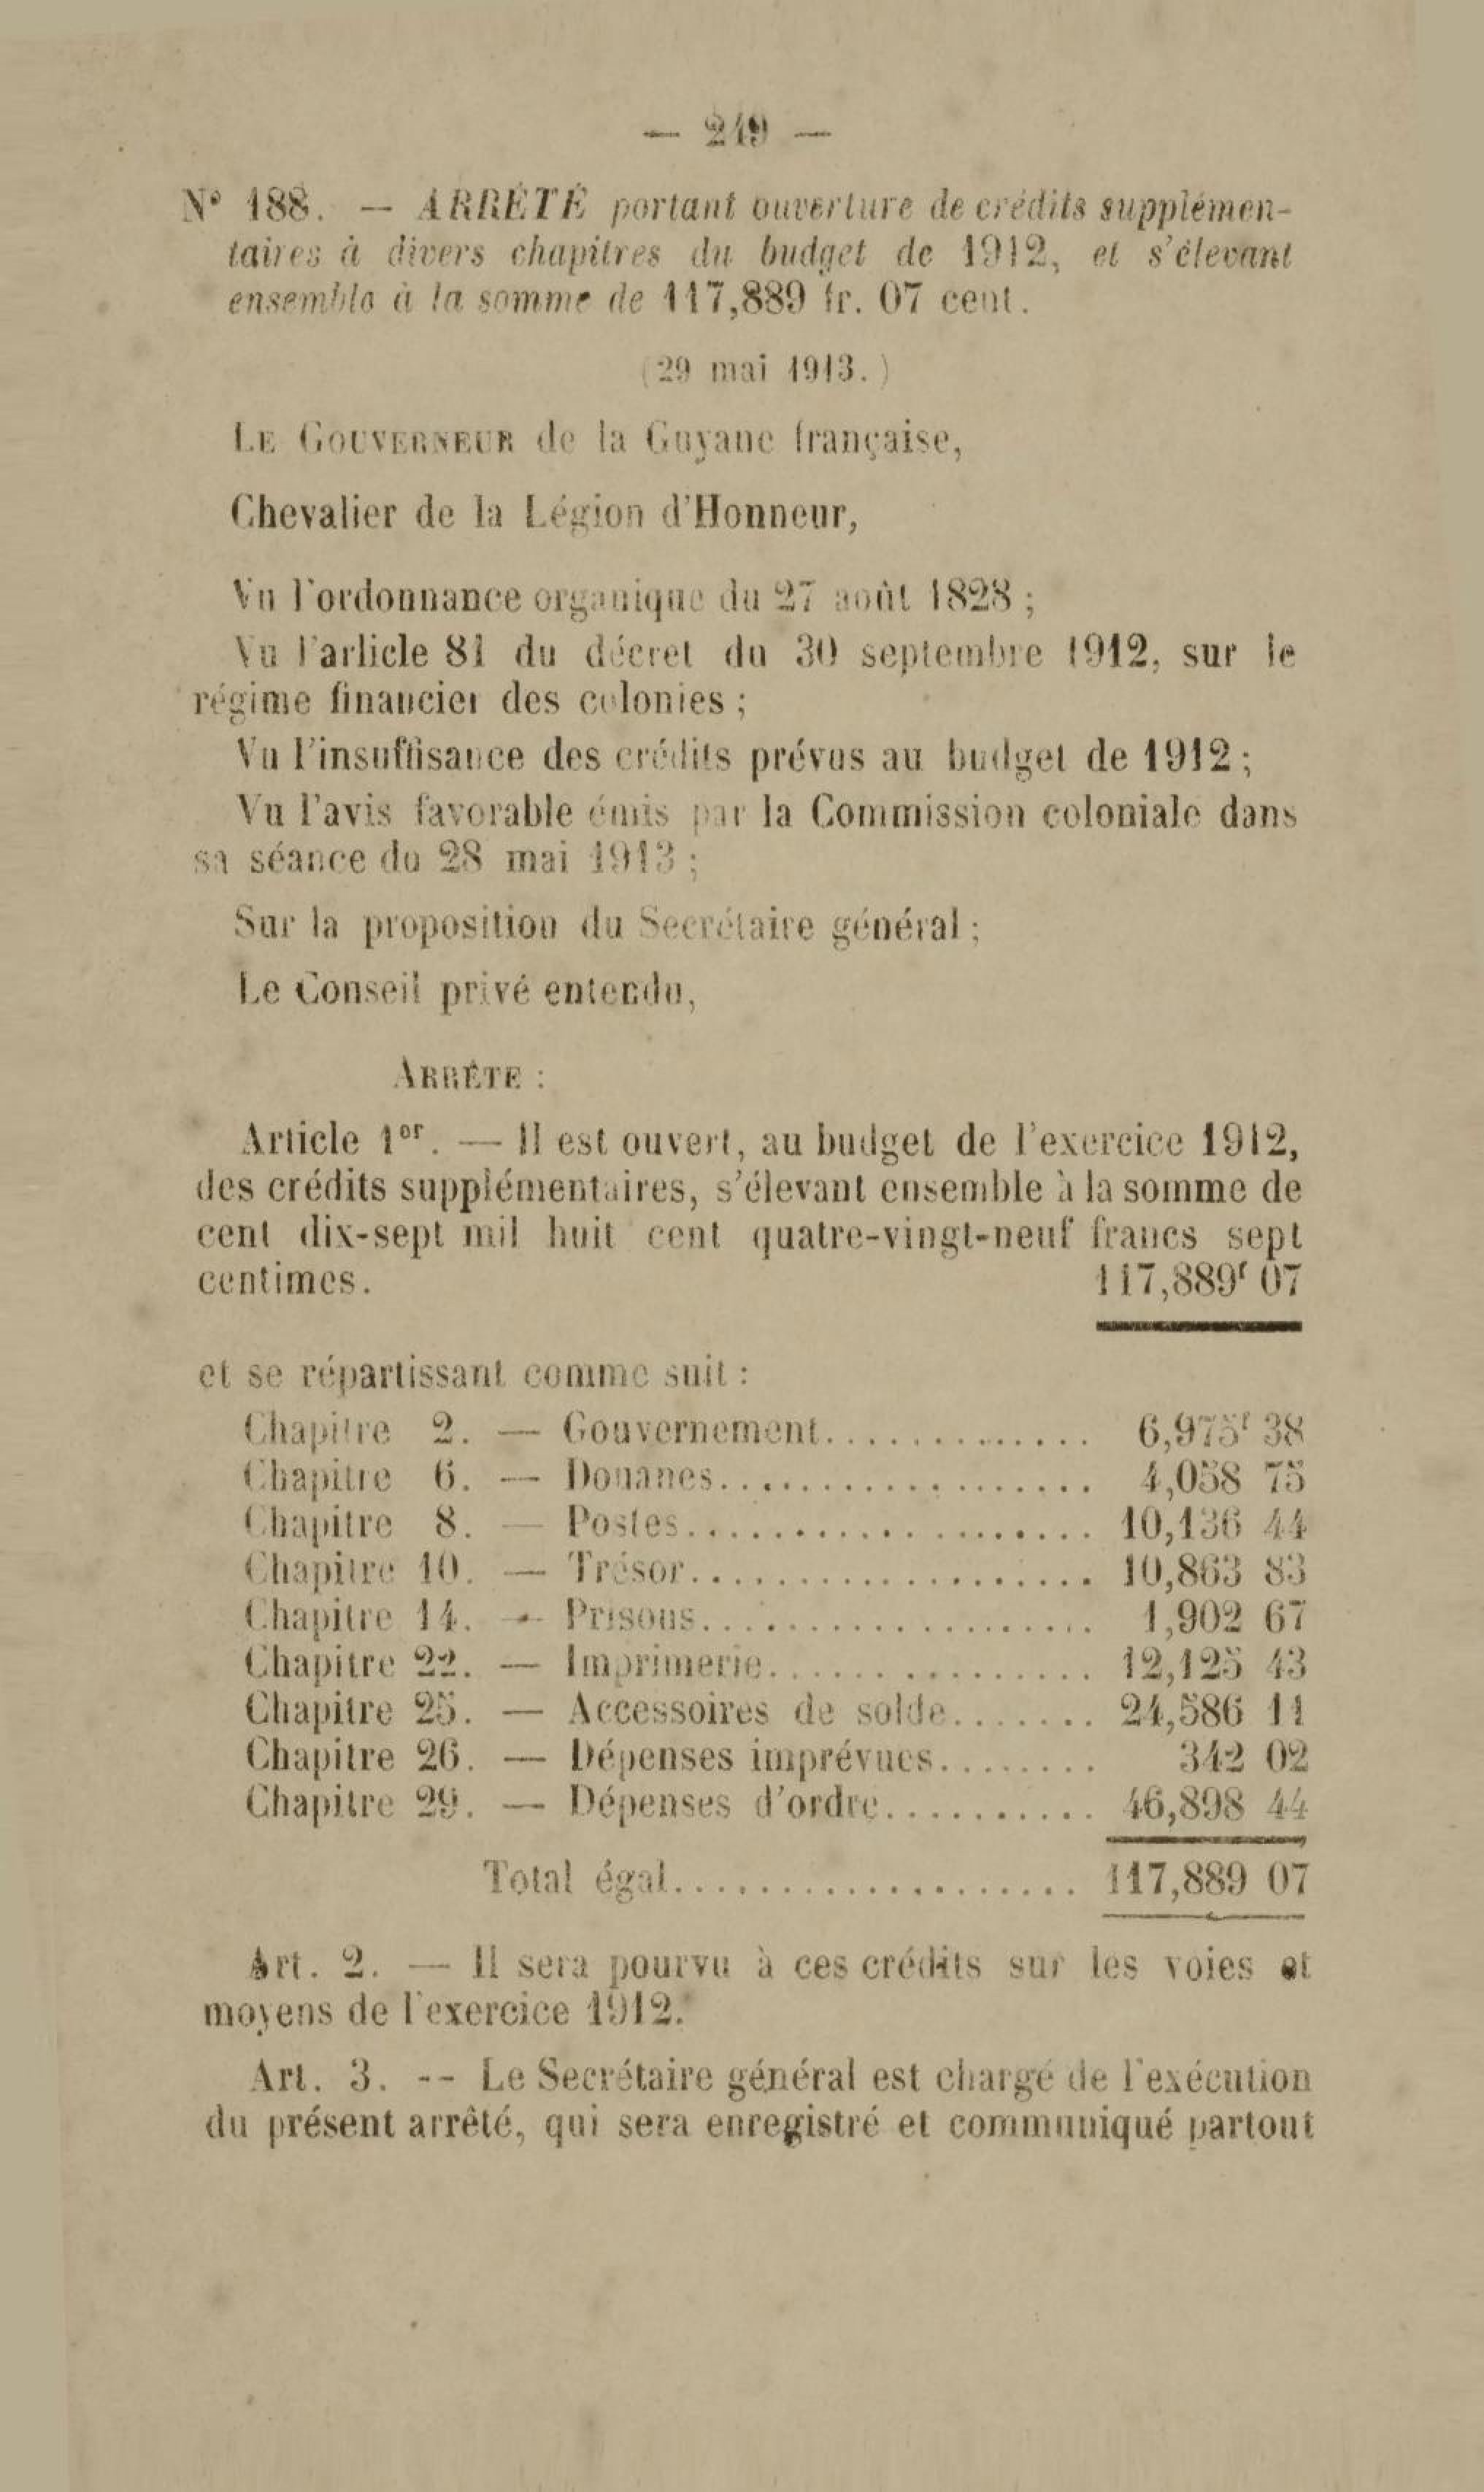 — 249 —
N° 188. — ARRÊTÉ portant ouverture de crédits supplémen-
taires à divers chapitres du budget de 1912, et s'élevant
ensemble à la somme de 117,889 fr. 07 cent.
(29 mai 1913.)
LE GOUVERNEUR de la Guyane française,
Chevalier de la Légion d'Honneur,
Vu l'ordonnance organique du 27 août 1828 ;
Vu l'article 81 du décret du 30 septembre 1912, sur le
régime financier des colonies ;
Vu l'insuffisance des crédits prévus au budget de 1912 ;
Vu l'avis favorable émis par la Commission coloniale dans
sa séance du 28 mai 1913 ;
Sur la proposition du Secrétaire général ;
Le Conseil privé entendu,
ARRÊTE :
Article 1er. — Il est ouvert, au budget de l'exercice 1912,
des crédits supplémentaires, s'élevant ensemble à la somme de
cent dix-sept mil huit cent quatre-vingt-neuf francs sept
centimes. 117,889f 07
et se répartissant comme suit :
Chapitre 2. — Gouvernement.............. 6,975f 38
Chapitre 6. — Douanes.................. 4,058 75
Chapitre 8. — Postes................... 10,136 44
Chapitre 10. — Trésor................... 10,863 83
Chapitre 14. — Prisons.................. 1,902 67
Chapitre 22. — Imprimerie............... 12,125 43
Chapitre 25. — Accessoires de solde....... 24,586 11
Chapitre 26. — Dépenses imprévues........ 342 02
Chapitre 29. — Dépenses d'ordre.......... 46,898 44
Total égal................... 117,889 07
Art. 2. — Il sera pourvu à ces crédits sur les voies et
moyens de l'exercice 1912.
Art. 3. -- Le Secrétaire général est chargé de l'exécution
du présent arrêté, qui sera enregistré et communiqué partout